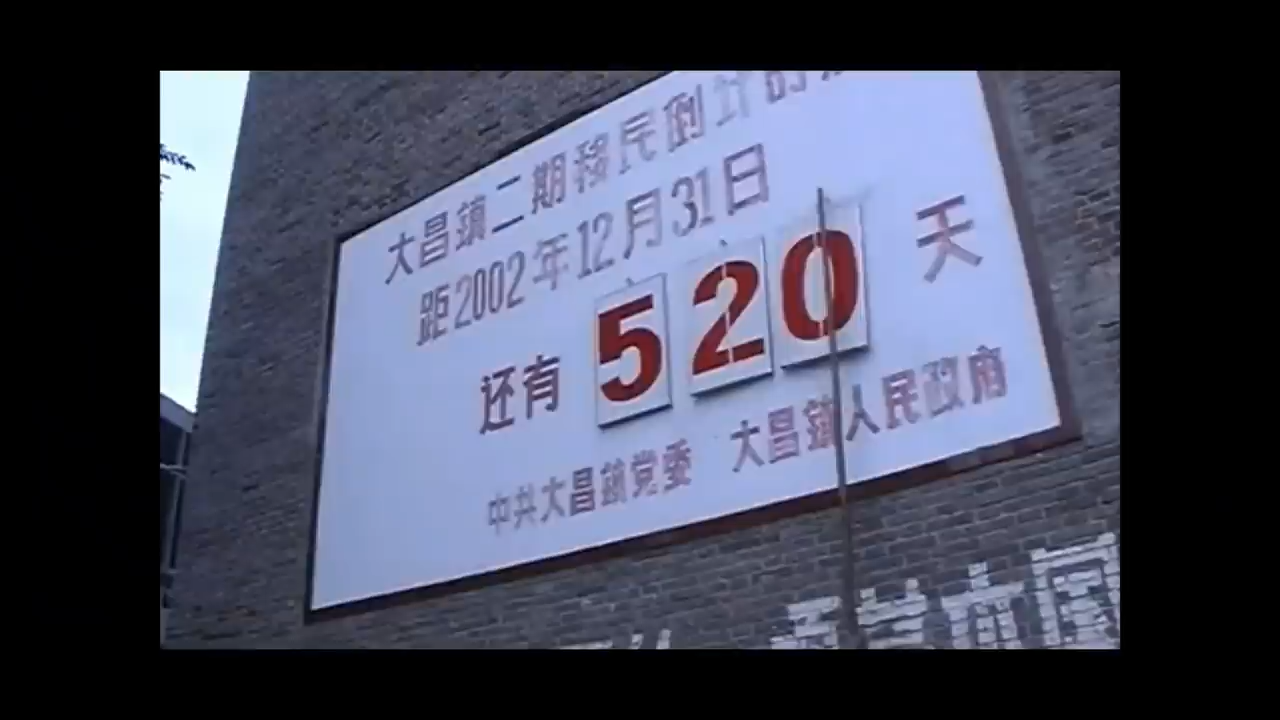 大昌镇二期移民倒计时
距2002年12月31日
还有520天
中共大昌镇党委 大昌镇人民政府